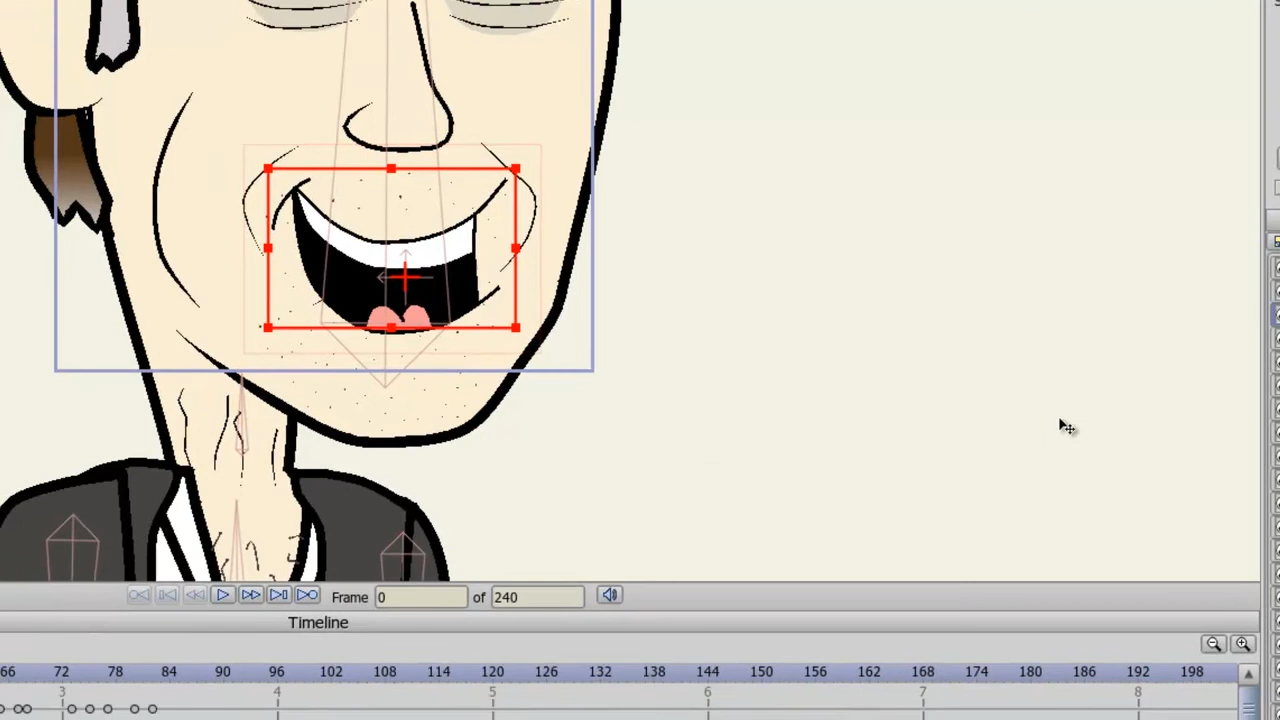 Frame 0 of 240
Timeline
66 72 78 84 90 96 102 108 114 120 126 132 138 144 150 156 162 168 174 180 186 192 198
3 4 5 6 7 8